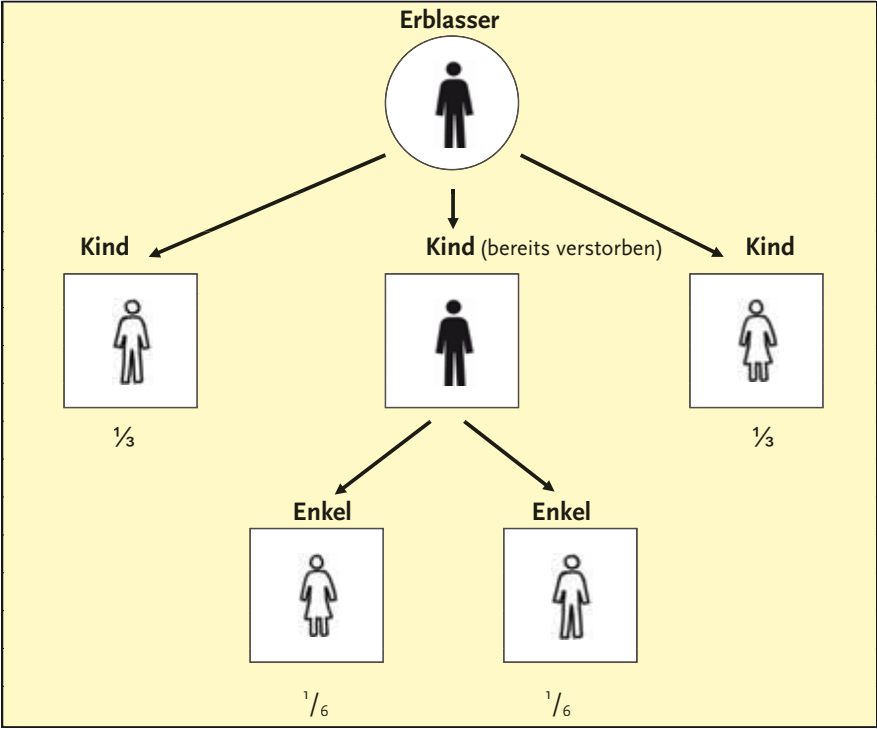 Erblasser
Kind Kind (bereits verstorben) Kind
⅓ ⅓
Enkel Enkel
1/6 1/6